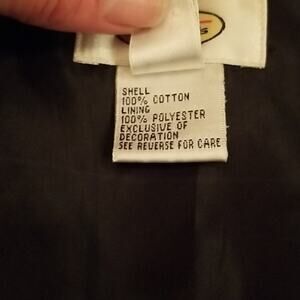 SHELL
100% COTTON
LINING
100% POLYESTER
EXCLUSIVE OF
DECORATION
SEE REVERSE FOR CARE